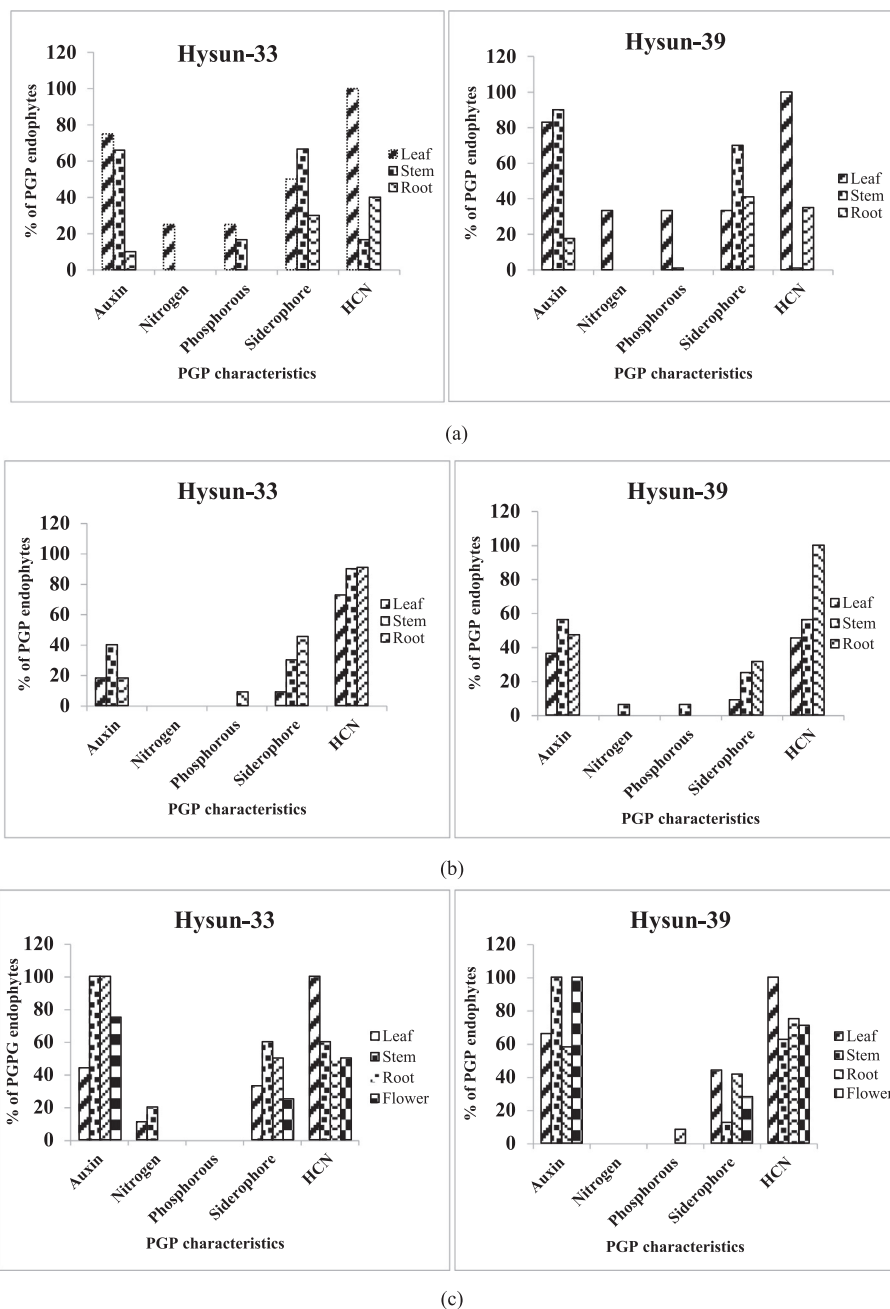 Hysun-33
% of PGP endophytes
120
100
80
60
40
20
0
Auxin
Nitrogen
Phosphorous
Siderophore
HCN
PGP characteristics
Leaf
Stem
Root
Hysun-39
% of PGP endophytes
120
100
80
60
40
20
0
Auxin
Nitrogen
Phosphorous
Siderophore
HCN
PGP characteristics
Leaf
Stem
Root
(a)
Hysun-33
% of PGP endophytes
120
100
80
60
40
20
0
Auxin
Nitrogen
Phosphorous
Siderophore
HCN
PGP characteristics
Leaf
Stem
Root
Hysun-39
% of PGP endophytes
120
100
80
60
40
20
0
Auxin
Nitrogen
Phosphorous
Siderophore
HCN
PGP characteristics
Leaf
Stem
Root
(b)
Hysun-33
% of PGPG endophytes
120
100
80
60
40
20
0
Auxin
Nitrogen
Phosphorous
Siderophore
HCN
PGP characteristics
Leaf
Stem
Root
Flower
Hysun-39
% of PGP endophytes
120
100
80
60
40
20
0
Auxin
Nitrogen
Phosphorous
Siderophore
HCN
PGP characteristics
Leaf
Stem
Root
Flower
(c)